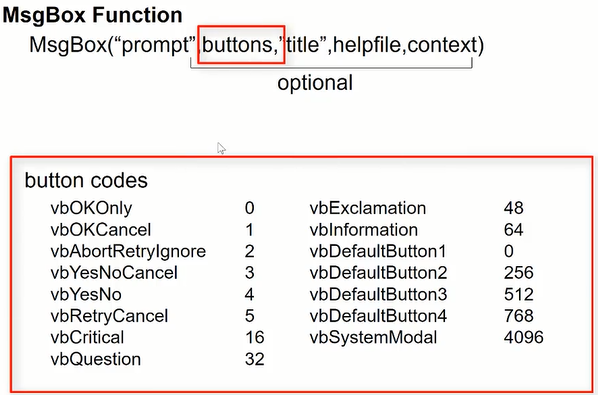 MsgBox Function
MsgBox(“prompt”,buttons,”title”,helpfile,context)
optional
button codes
vbOKOnly 0 vbExclamation 48
vbOKCancel 1 vbInformation 64
vbAbortRetryIgnore 2 vbDefaultButton1 0
vbYesNoCancel 3 vbDefaultButton2 256
vbYesNo 4 vbDefaultButton3 512
vbRetryCancel 5 vbDefaultButton4 768
vbCritical 16 vbSystemModal 4096
vbQuestion 32